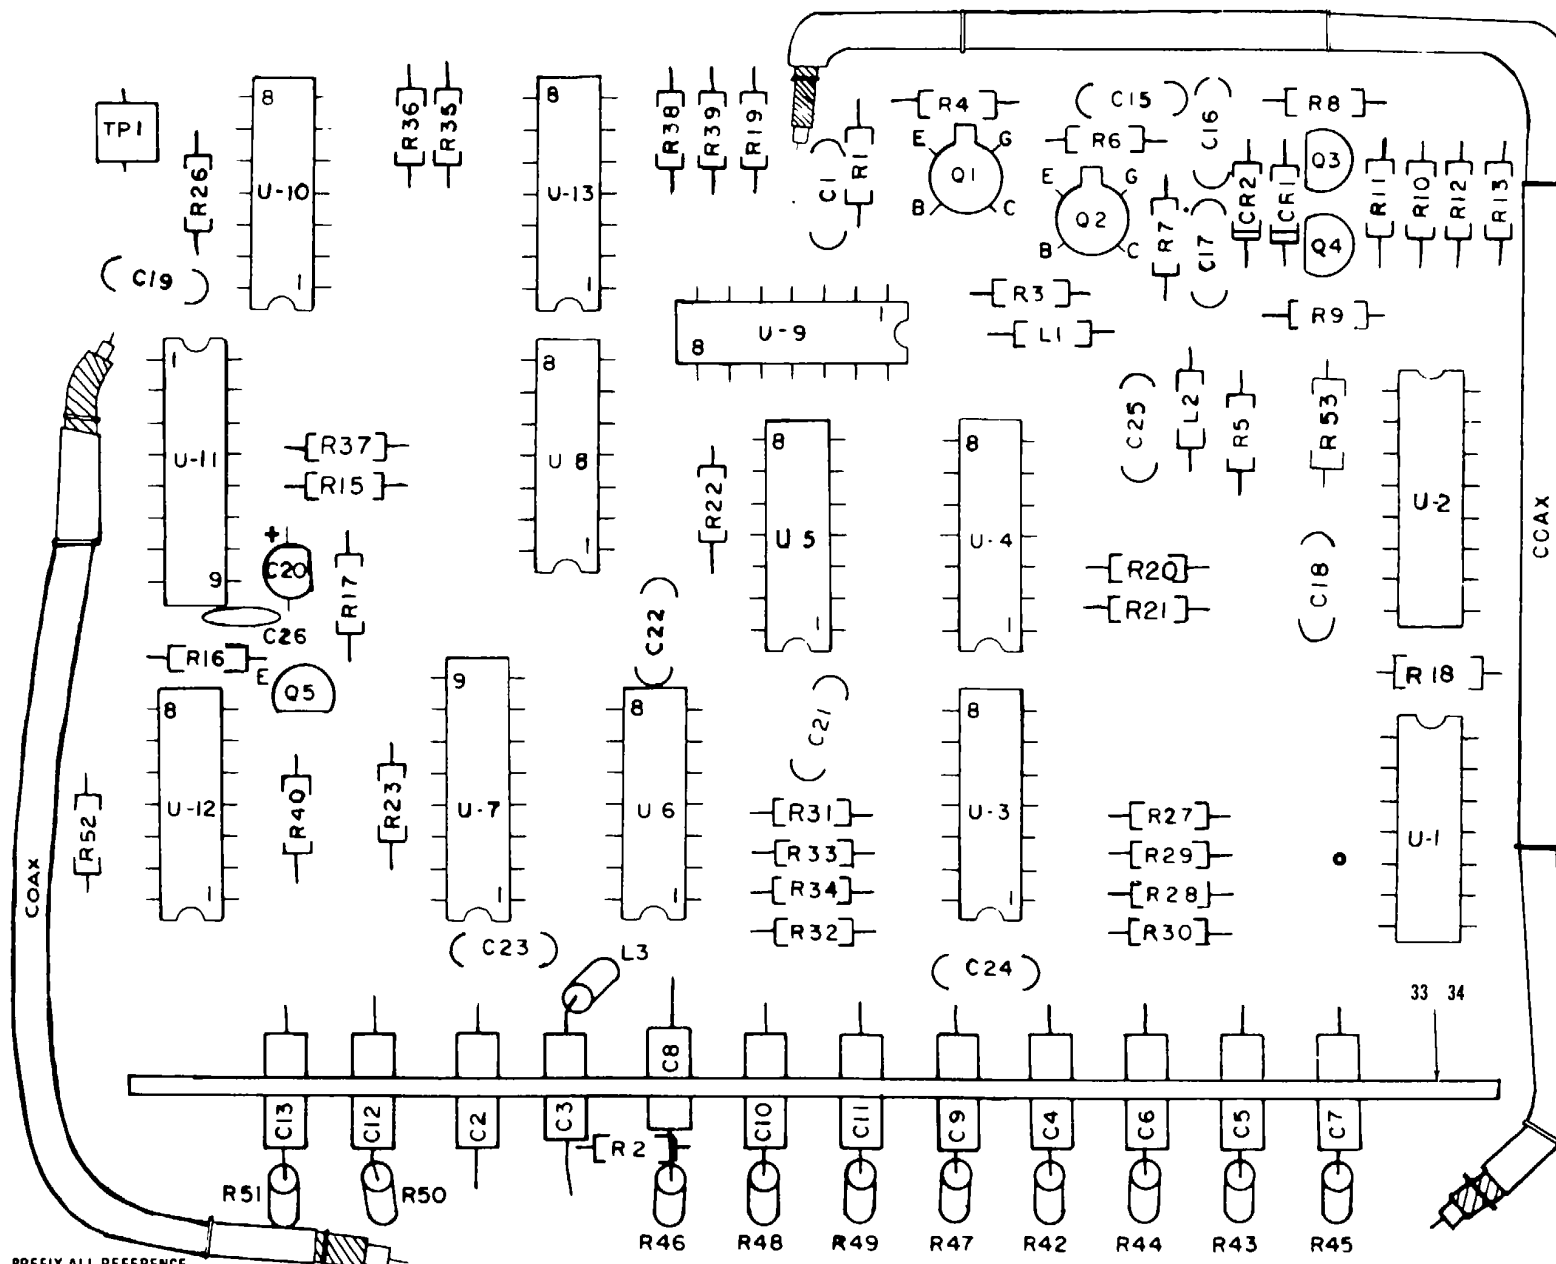 TP1
8
U-10
1
R26
C19
R36
R35
8
U-13
1
R38
R39
R19
C1
R1
R4
E
G
Q1
B
C
C15
C16
R6
E
G
Q2
B
C
R7
C17
R8
Q3
CR2
CR1
Q4
R11
R10
R12
R13
R9
R3
L1
1
U-9
8
1
U-11
9
R37
R15
+
C20
R17
C26
8
U 8
1
R22
8
U 5
1
8
U-4
1
C25
L2
R5
R53
U-2
COAX
R20
R21
C18
R16
E
Q5
C22
R18
8
U-12
1
R52
R40
R23
9
U-7
1
8
U 6
1
C21
R31
R33
R34
R32
8
U-3
1
R27
R29
R28
R30
U-1
COAX
C23
L3
C24
33 34
C8
C13
C12
C2
C3
C10
C11
C9
C4
C6
C5
C7
R2
R51
R50
R46
R48
R49
R47
R42
R44
R43
R45
PREFIX ALL REFERENCE